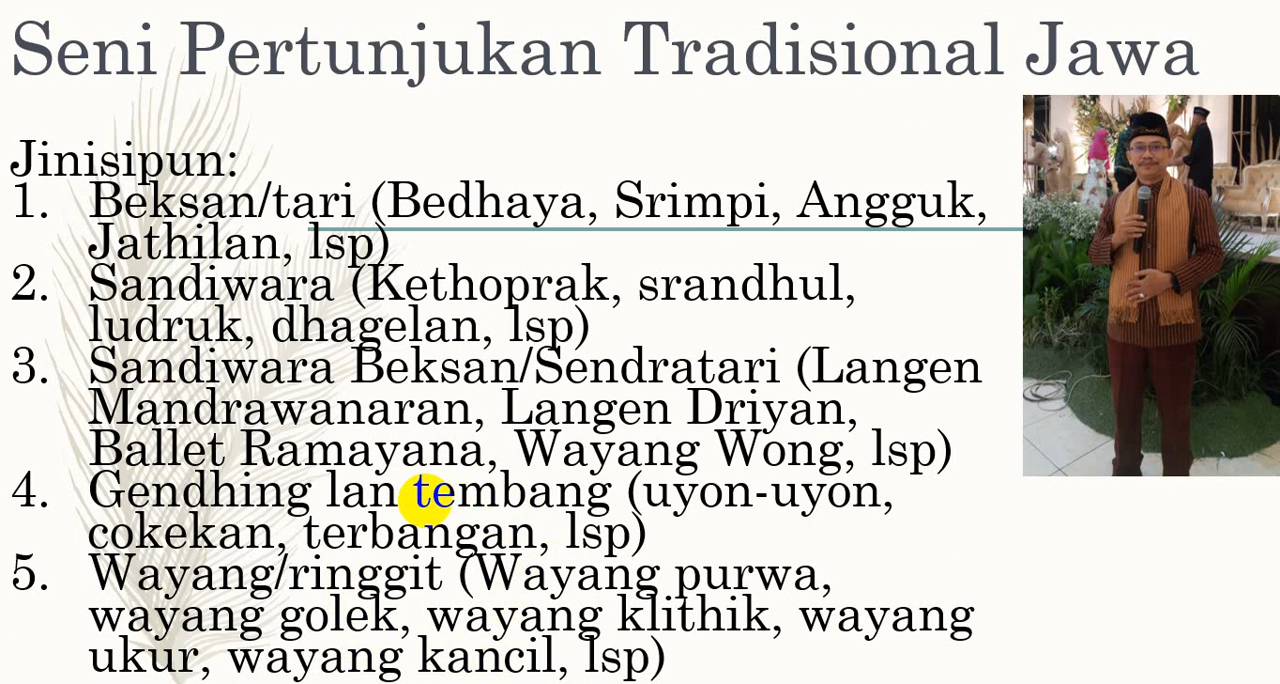 Seni Pertunjukan Tradisional Jawa
Jinisipun:
1. Beksan/tari (Bedhaya, Srimpi, Angguk,
Jathilan, lsp)
2. Sandiwara (Kethoprak, srandhul,
ludruk, dhagelan, lsp)
3. Sandiwara Beksan/Sendratari (Langen
Mandrawanaran, Langen Driyan,
Ballet Ramayana, Wayang Wong, lsp)
4. Gendhing lan tembang (uyon-uyon,
cokekan, terbangan, lsp)
5. Wayang/ringgit (Wayang purwa,
wayang golek, wayang klithik, wayang
ukur, wayang kancil, lsp)